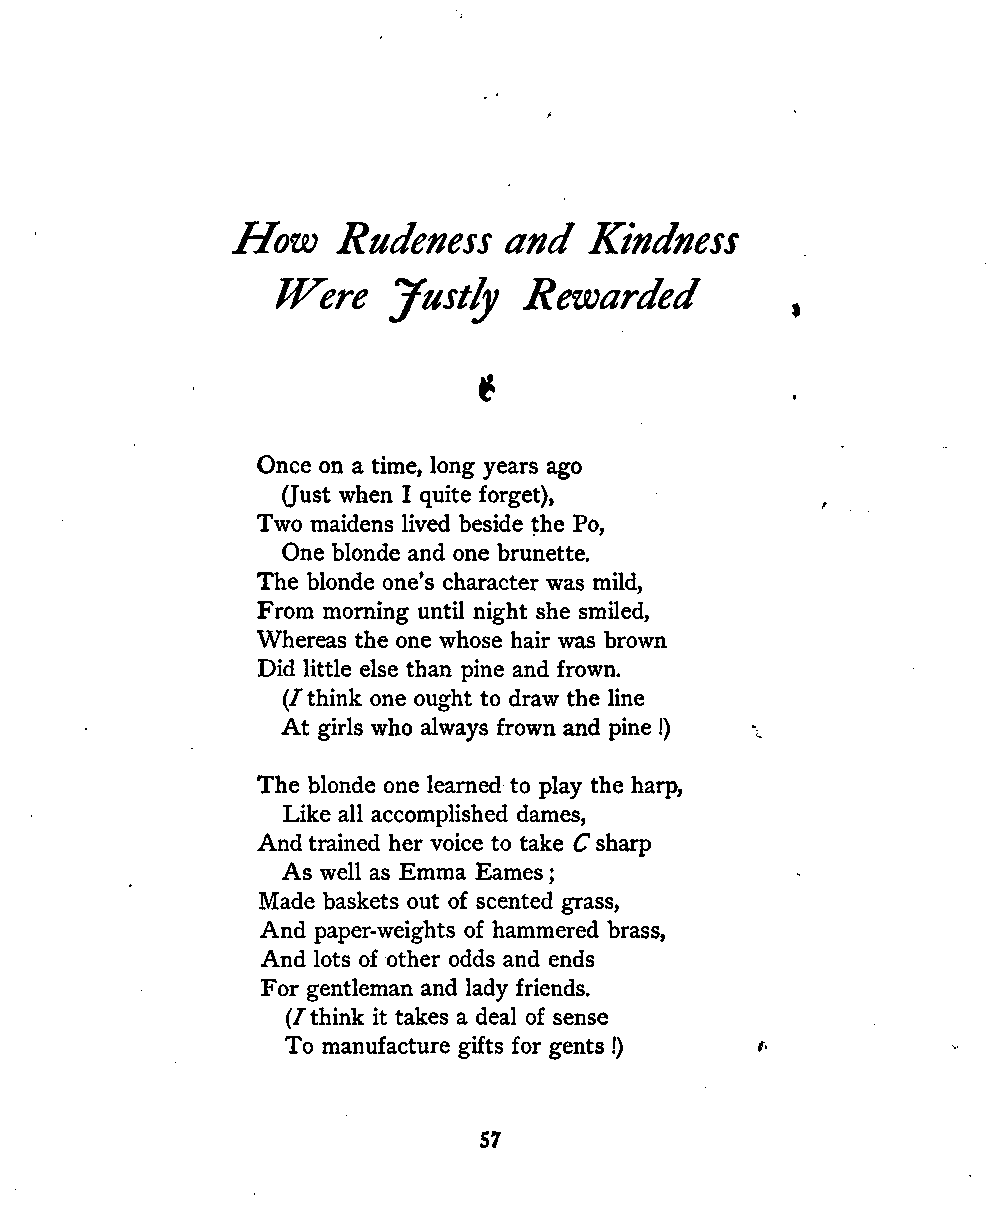 How Rudeness and Kindness
Were Justly Rewarded
Once on a time, long years ago
(Just when I quite forget),
Two maidens lived beside the Po,
One blonde and one brunette.
The blonde one's character was mild,
From morning until night she smiled,
Whereas the one whose hair was brown
Did little else than pine and frown.
(I think one ought to draw the line
At girls who always frown and pine !)
The blonde one learned to play the harp,
Like all accomplished dames,
And trained her voice to take C sharp
As well as Emma Eames ;
Made baskets out of scented grass,
And paper-weights of hammered brass,
And lots of other odds and ends
For gentleman and lady friends.
(I think it takes a deal of sense
To manufacture gifts for gents !)
57